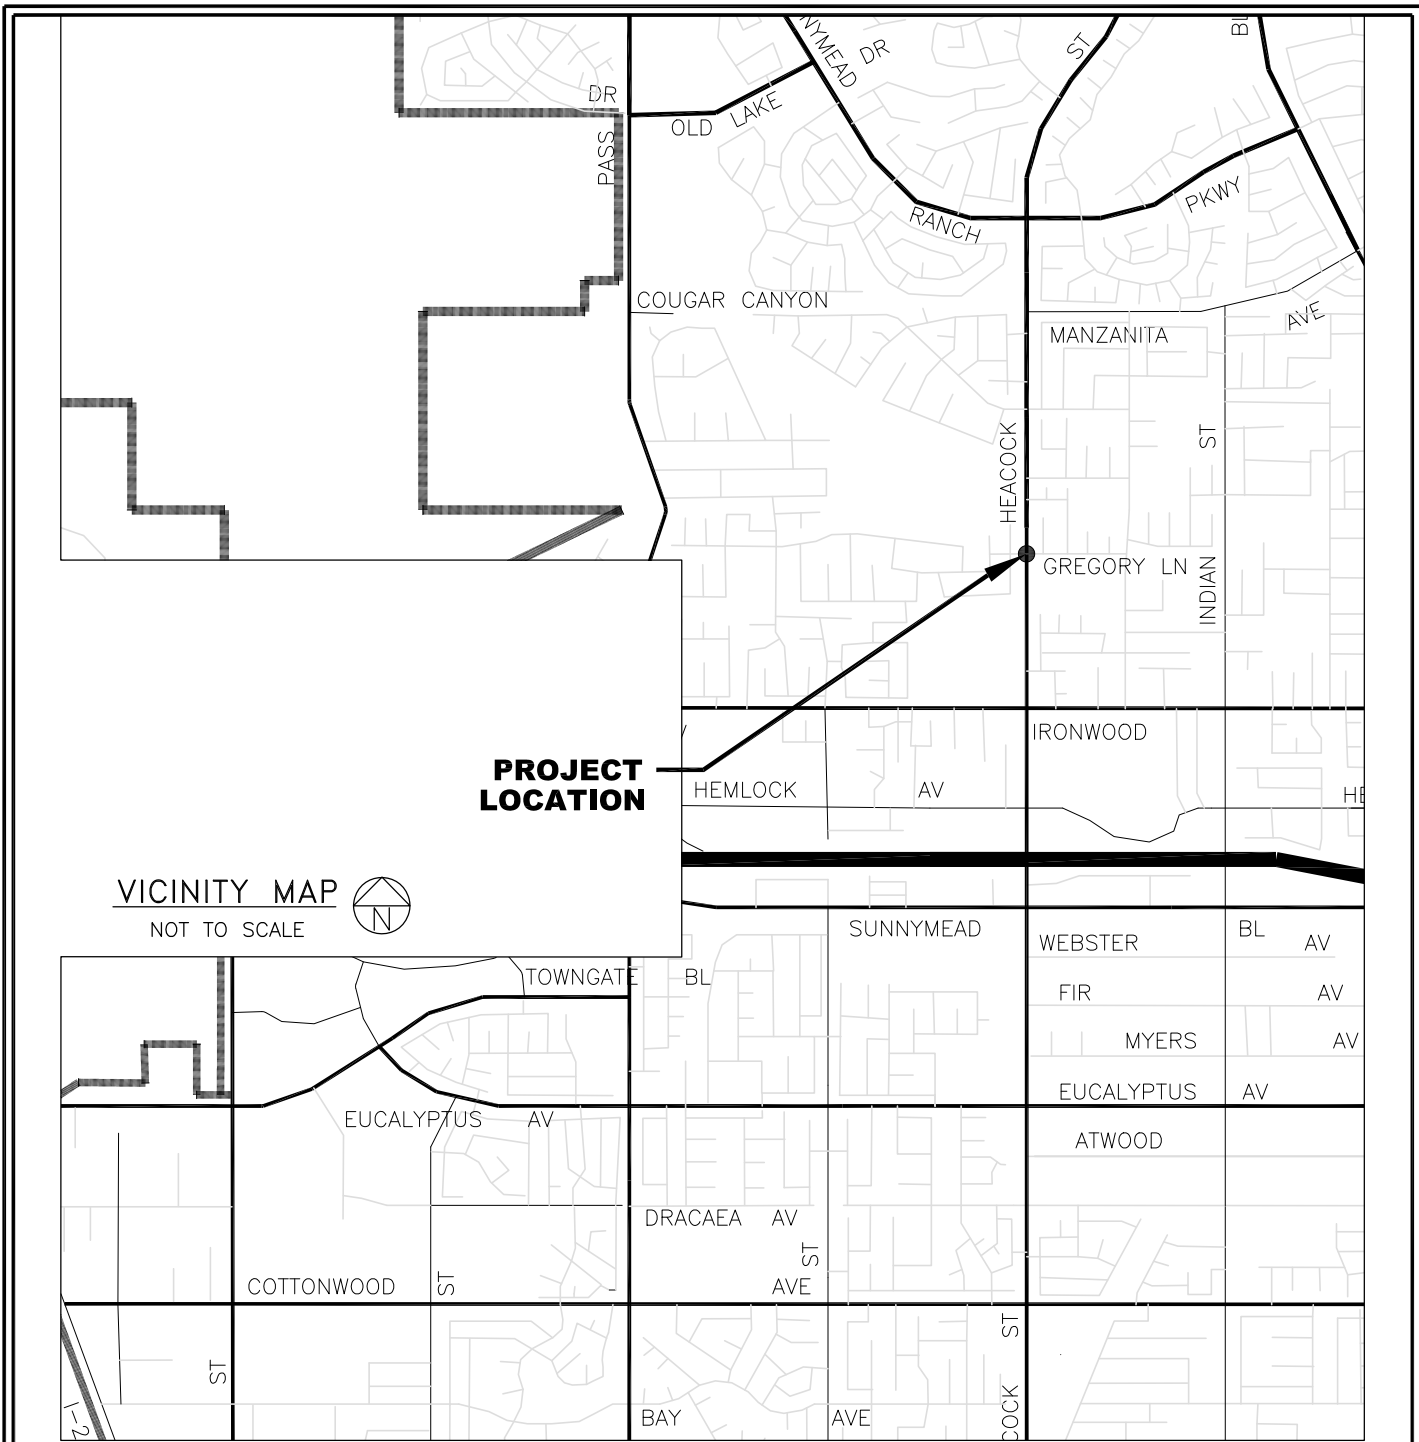 DR
OLD LAKE
NYMEAD
DR
ST
BL
PASS
RANCH
PKWY
COUGAR CANYON
MANZANITA
AVE
HEACOCK
ST
INDIAN
GREGORY LN
IRONWOOD
PROJECT
LOCATION
HEMLOCK AV
HE
VICINITY MAP
N
NOT TO SCALE
SUNNYMEAD
BL
WEBSTER AV
TOWNGATE BL
FIR AV
MYERS AV
EUCALYPTUS AV
EUCALYPTUS AV
ATWOOD
DRACAEA AV
ST
COTTONWOOD
ST
AVE
ST
ST
COCK
I-2
BAY AVE